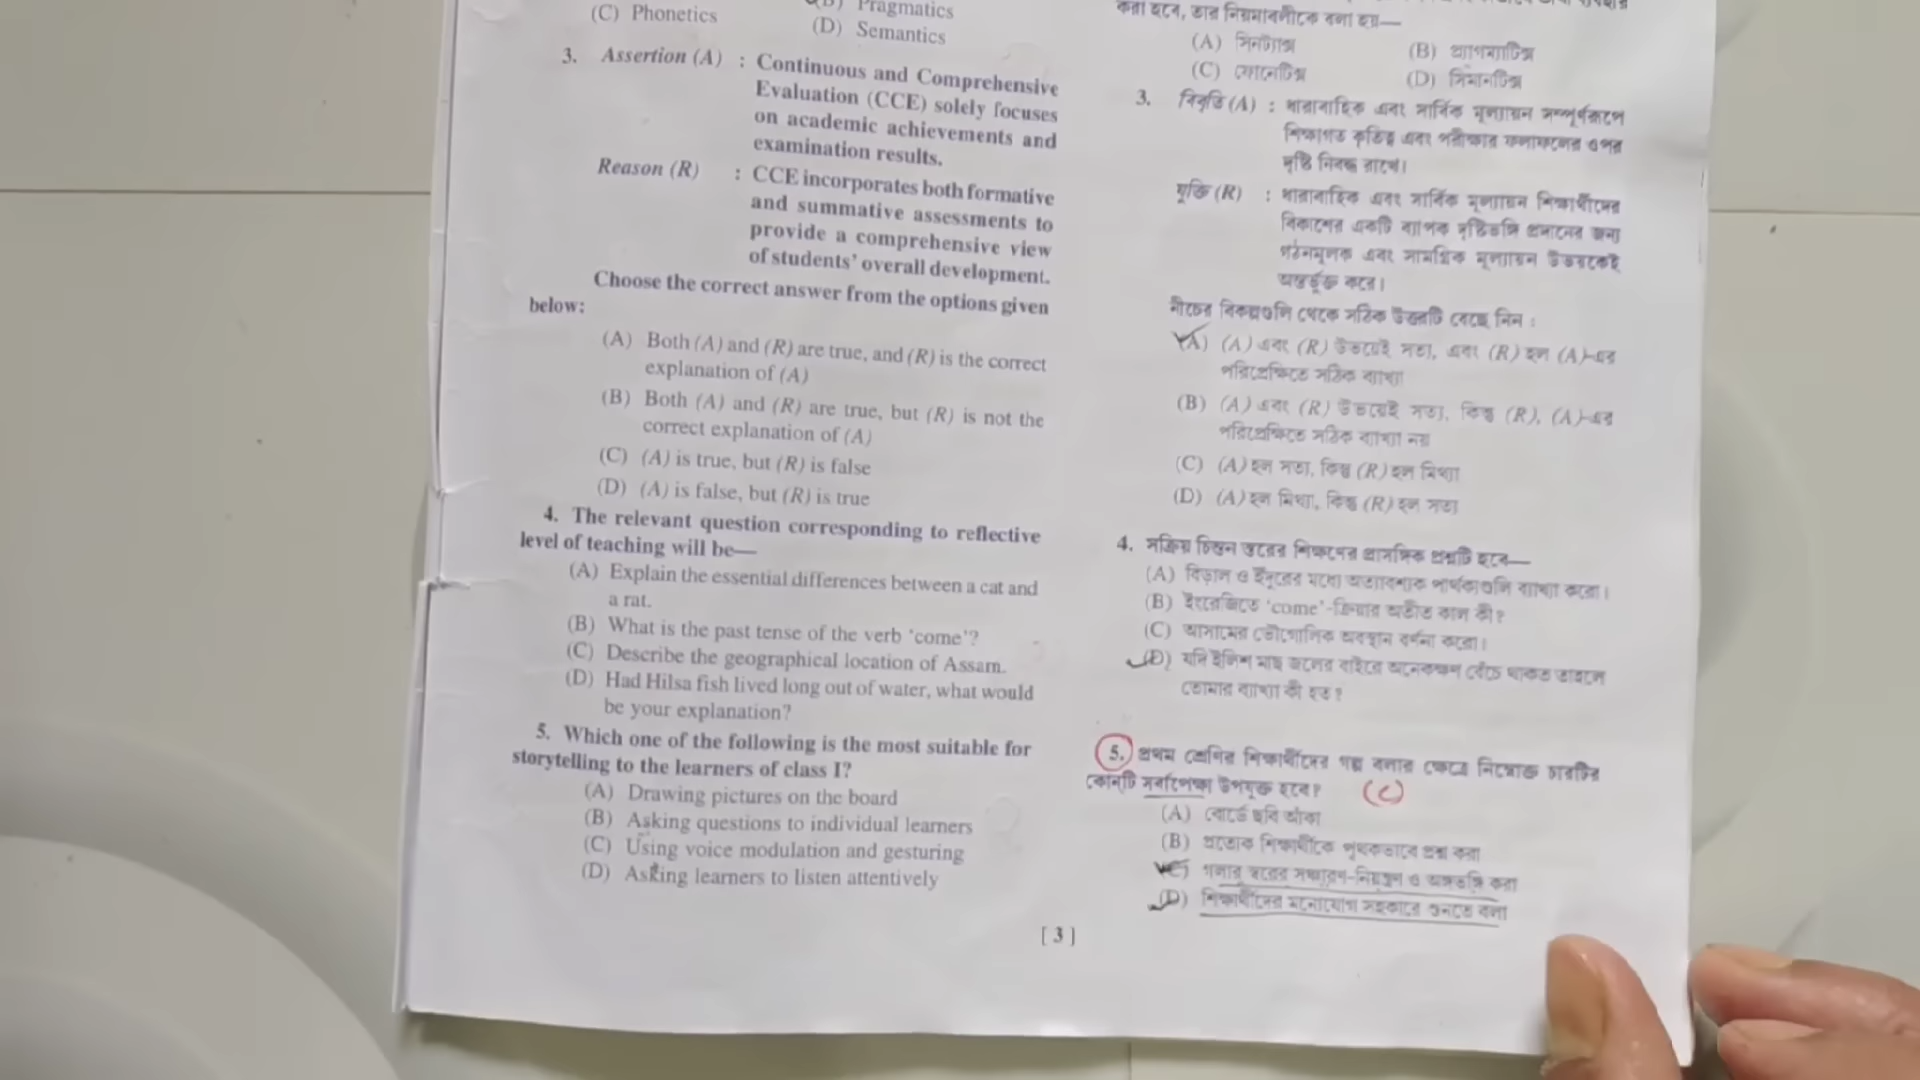 (C) Phonetics
(B) Pragmatics
(D) Semantics
3. Assertion (A) : Continuous and Comprehensive
Evaluation (CCE) solely focuses
on academic achievements and
examination results.
Reason (R) : CCE incorporates both formative
and summative assessments to
provide a comprehensive view
of students' overall development.
Choose the correct answer from the options given
below:
(A) Both (A) and (R) are true, and (R) is the correct
explanation of (A)
(B) Both (A) and (R) are true, but (R) is not the
correct explanation of (A)
(C) (A) is true, but (R) is false
(D) (A) is false, but (R) is true
4. The relevant question corresponding to reflective
level of teaching will be—
(A) Explain the essential differences between a cat and
a rat.
(B) What is the past tense of the verb 'come'?
(C) Describe the geographical location of Assam.
(D) Had Hilsa fish lived long out of water, what would
be your explanation?
5. Which one of the following is the most suitable for
storytelling to the learners of class I?
(A) Drawing pictures on the board
(B) Asking questions to individual learners
(C) Using voice modulation and gesturing
(D) Asking learners to listen attentively
করা হবে, তার নিয়মাবলীকে বলা হয়—
(A) সিনট্যাক্স
(B) প্র্যাগম্যাটিক্স
(C) ফোনেটিক্স
(D) সিমানটিক্স
3. বিবৃতি (A) : ধারাবাহিক এবং সার্বিক মূল্যায়ন সম্পূর্ণরূপে
শিক্ষাগত কৃতিত্ব এবং পরীক্ষার ফলাফলের ওপর
দৃষ্টি নিবদ্ধ রাখে।
যুক্তি (R) : ধারাবাহিক এবং সার্বিক মূল্যায়ন শিক্ষার্থীদের
বিকাশের একটি ব্যাপক দৃষ্টিভঙ্গি প্রদানের জন্য
গঠনমূলক এবং সামগ্রিক মূল্যায়ন উভয়কেই
অন্তর্ভুক্ত করে।
নীচের বিকল্পগুলি থেকে সঠিক উত্তরটি বেছে নিন :
(A) (A) এবং (R) উভয়েই সত্য, এবং (R) হল (A)-এর
পরিপ্রেক্ষিতে সঠিক ব্যাখ্যা
(B) (A) এবং (R) উভয়েই সত্য, কিন্তু (R), (A)-এর
পরিপ্রেক্ষিতে সঠিক ব্যাখ্যা নয়
(C) (A) হল সত্য, কিন্তু (R) হল মিথ্যা
(D) (A) হল মিথ্যা, কিন্তু (R) হল সত্য
4. সক্রিয় চিন্তন স্তরের শিক্ষণের প্রাসঙ্গিক প্রশ্নটি হবে—
(A) বিড়াল ও ইঁদুরের মধ্যে অত্যাবশ্যক পার্থক্যগুলি ব্যাখ্যা করো।
(B) ইংরেজিতে 'come'-ক্রিয়ার অতীত কাল কী?
(C) আসামের ভৌগোলিক অবস্থান বর্ণনা করো।
(D) যদি ইলিশ মাছ জলের বাইরে অনেকক্ষণ বেঁচে থাকত তাহলে
তোমার ব্যাখ্যা কী হত?
5. প্রথম শ্রেণির শিক্ষার্থীদের গল্প বলার ক্ষেত্রে নিম্নোক্ত চারটির
কোনটি সর্বাপেক্ষা উপযুক্ত হবে? (C)
(A) বোর্ডে ছবি আঁকা
(B) প্রত্যেক শিক্ষার্থীকে পৃথকভাবে প্রশ্ন করা
(C) গলার স্বরের সঞ্চারণ-নিয়ন্ত্রণ ও অঙ্গভঙ্গি করা
(D) শিক্ষার্থীদের মনোযোগ সহকারে শুনতে বলা
[ 3 ]